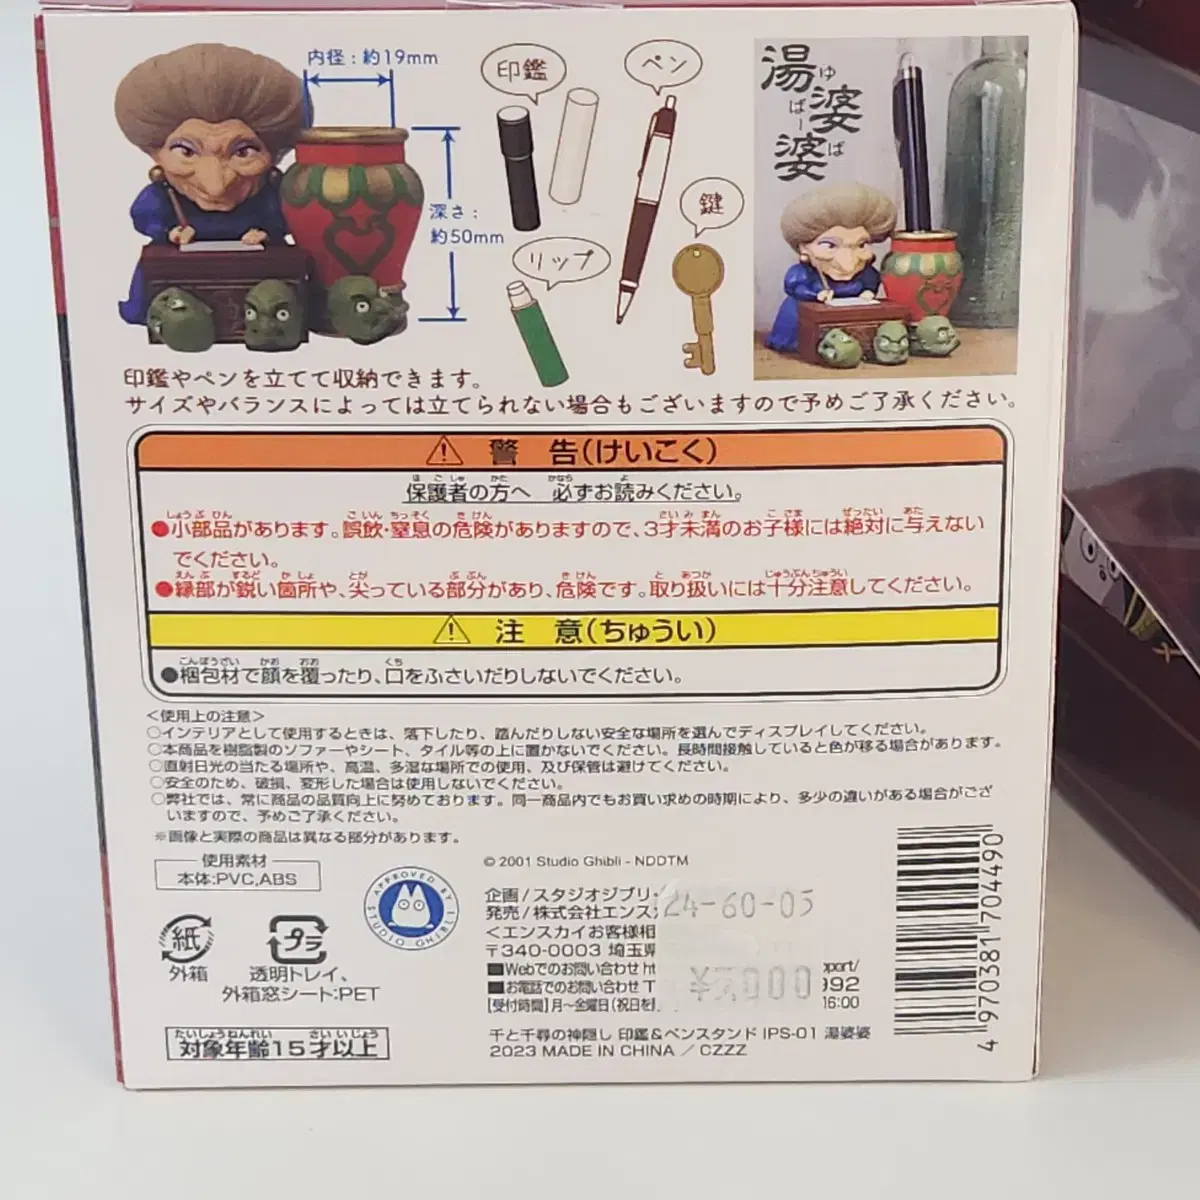 内径：約19mm
深さ：
約50mm
印鑑
ペン
リップ
鍵
湯婆婆
ゆばーば
印鑑やペンを立てて収納できます。
サイズやバランスによっては立てられない場合もございますので予めご了承ください。
警 告(けいこく)
保護者の方へ 必ずお読みください。
●小部品があります。誤飲・窒息の危険がありますので、3才未満のお子様には絶対に与えない
でください。
●縁部が鋭い箇所や、尖っている部分があり、危険です。取り扱いには十分注意してください。
注 意(ちゅうい)
●梱包材で顔を覆ったり、口をふさいだりしないでください。
＜使用上の注意＞
○インテリアとして使用するときは、落下したり、踏んだりしない安全な場所を選んでディスプレイしてください。
○本商品を樹脂製のソファーやシート、タイル等の上に置かないでください。長時間接触していると色が移る場合があります。
○直射日光の当たる場所や、高温、多湿な場所での使用、及び保管は避けてください。
○安全のため、破損、変形した場合は使用しないでください。
○弊社では、常に商品の品質向上に努めております。同一商品内でもお買い求めの時期により、多少の違いがある場合がござ
いますので、予めご了承ください。
※画像と実際の商品は異なる部分があります。
使用素材
本体:PVC,ABS
APPROVED BY STUDIO GHIBLI
紙
外箱
プラ
透明トレイ、
外箱窓シート:PET
対象年齢15才以上
たいしょうねんれい さいいじょう
© 2001 Studio Ghibli - NDDTM
企画／スタジオジブリ・
発売／株式会社エンス
＜エンスカイお客様相
〒340-0003 埼玉県
■Webでのお問い合わせ ht
port/
■お電話でのお問い合わせ T
992
【受付時間】月～金曜日(祝日を
16:00
24-60-05
千と千尋の神隠し 印鑑＆ペンスタンド IPS-01 湯婆婆
2023 MADE IN CHINA ／ CZZZ
4 970381 704490